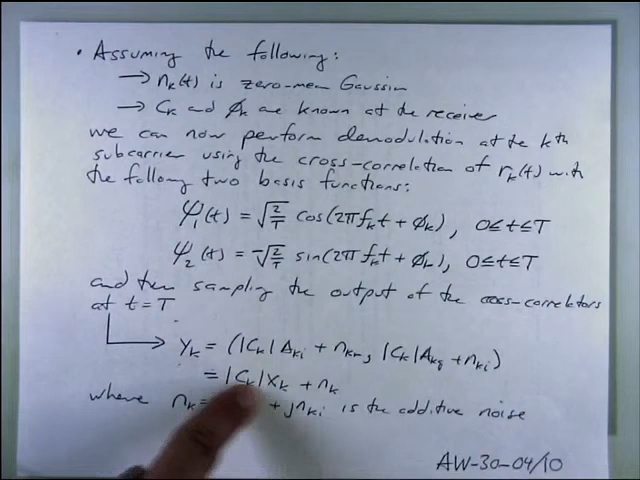 • Assuming the following:
→ nₖ(t) is zero-mean Gaussian
→ Cₖ and ϕₖ are known at the receiver
we can now perform demodulation at the kth
subcarrier using the cross-correlation of rₖ(t) with
the following two basis functions:
ψ₁(t) = √(2/T) cos(2πfₖt + ϕₖ), 0≤t≤T
ψ₂(t) = -√(2/T) sin(2πfₖt + ϕₖ), 0≤t≤T
and then sampling the output of the cross-correlators
at t=T
→ yₖ = (|Cₖ|Aₖᵢ + nₖᵣ, |Cₖ|Aₖq + nₖᵢ)
= |Cₖ|Xₖ + nₖ
where nₖ= + jnₖᵢ is the additive noise
AW-30-04/10